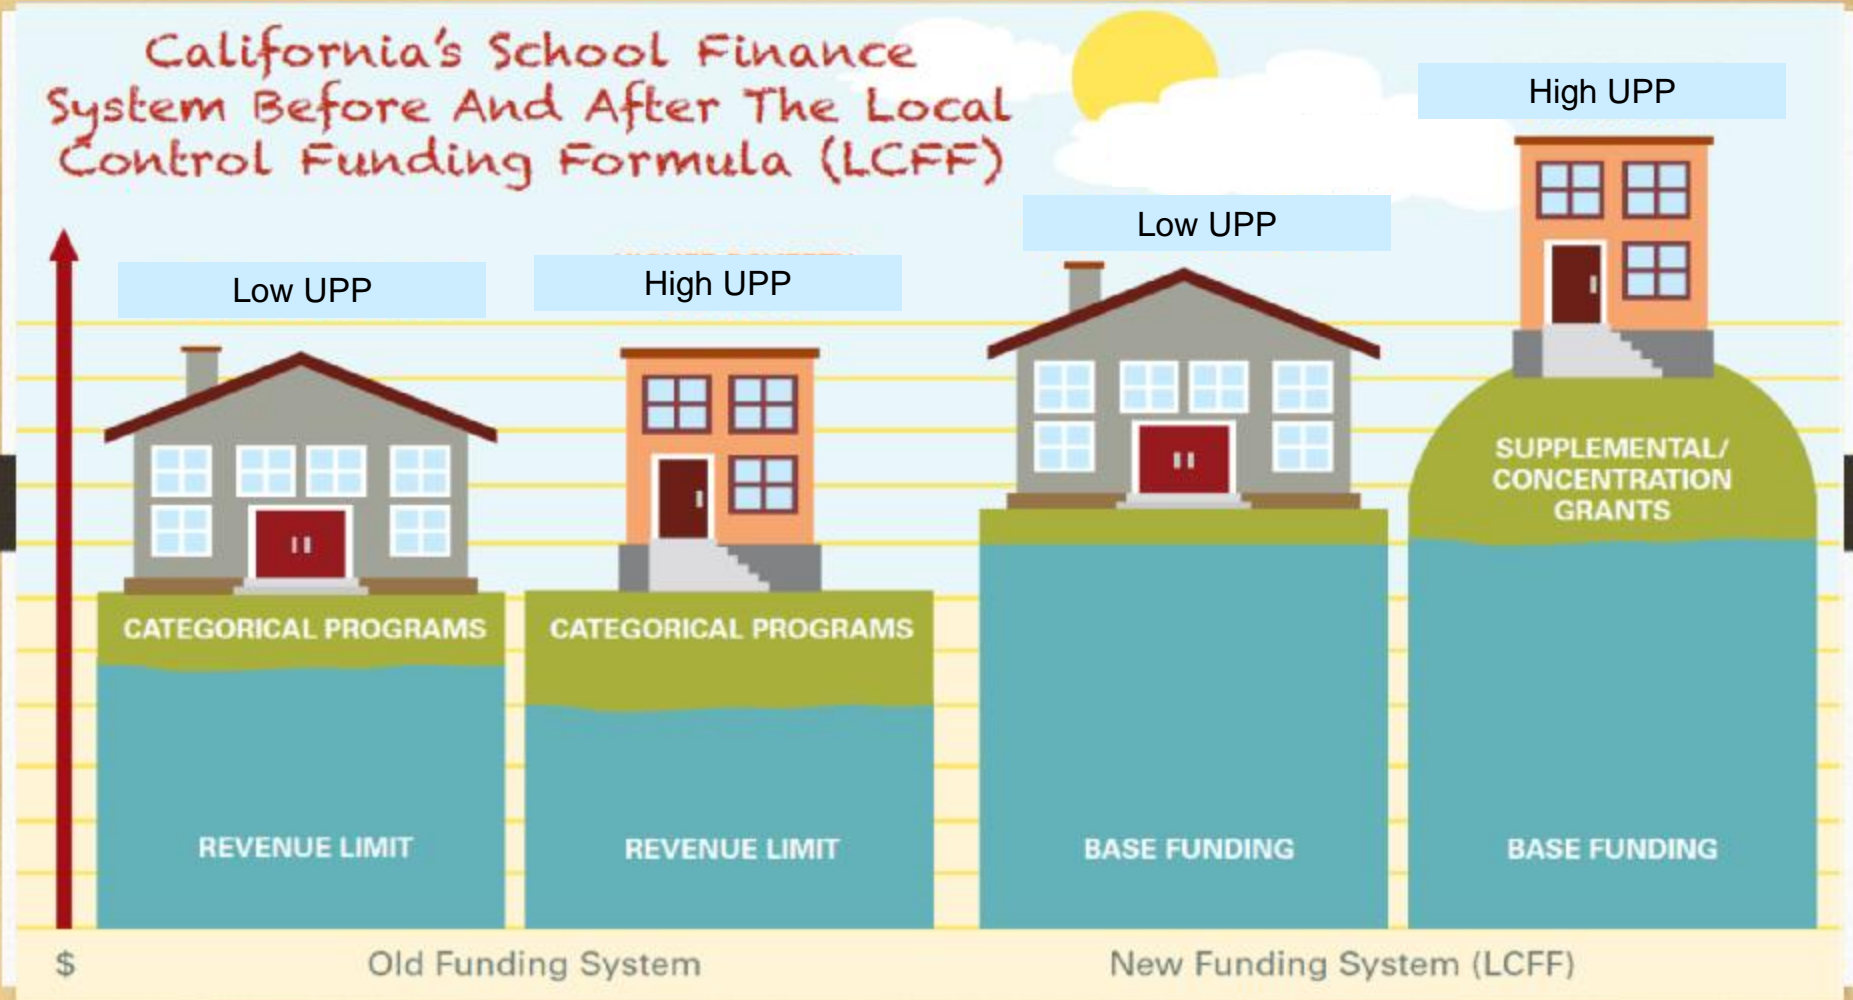 California's School Finance
System Before And After The Local
Control Funding Formula (LCFF)
Low UPP
High UPP
Low UPP
High UPP
CATEGORICAL PROGRAMS
REVENUE LIMIT
CATEGORICAL PROGRAMS
REVENUE LIMIT
BASE FUNDING
SUPPLEMENTAL/
CONCENTRATION
GRANTS
BASE FUNDING
$
Old Funding System
New Funding System (LCFF)